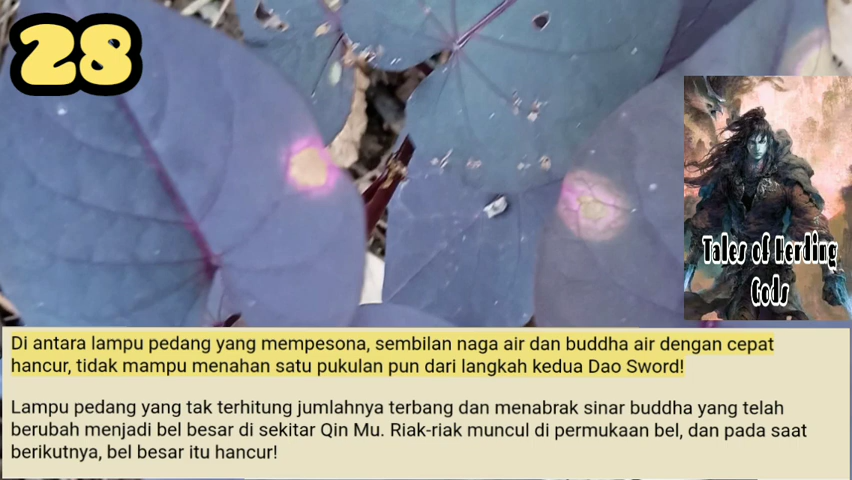 28
Tales of Herding
Gods
Di antara lampu pedang yang mempesona, sembilan naga air dan buddha air dengan cepat
hancur, tidak mampu menahan satu pukulan pun dari langkah kedua Dao Sword!
Lampu pedang yang tak terhitung jumlahnya terbang dan menabrak sinar buddha yang telah
berubah menjadi bel besar di sekitar Qin Mu. Riak-riak muncul di permukaan bel, dan pada saat
berikutnya, bel besar itu hancur!